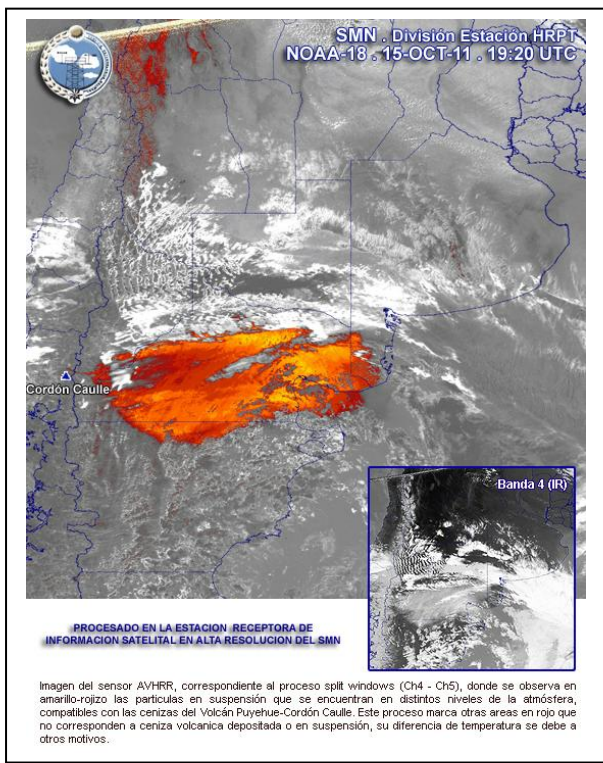 SMN . División Estación HRPT
NOAA-18 . 15-OCT-11 . 19:20 UTC
Cordón Caulle
Banda 4 (IR)
PROCESADO EN LA ESTACION RECEPTORA DE
INFORMACION SATELITAL EN ALTA RESOLUCION DEL SMN
Imagen del sensor AVHRR, correspondiente al proceso split windows (Ch4 - Ch5), donde se observa en
amarillo-rojizo las particulas en suspensión que se encuentran en distintos niveles de la atmósfera,
compatibles con las cenizas del Volcán Puyehue-Cordón Caulle. Este proceso marca otras areas en rojo que
no corresponden a ceniza volcanica depositada o en suspensión, su diferencia de temperatura se debe a
otros motivos.